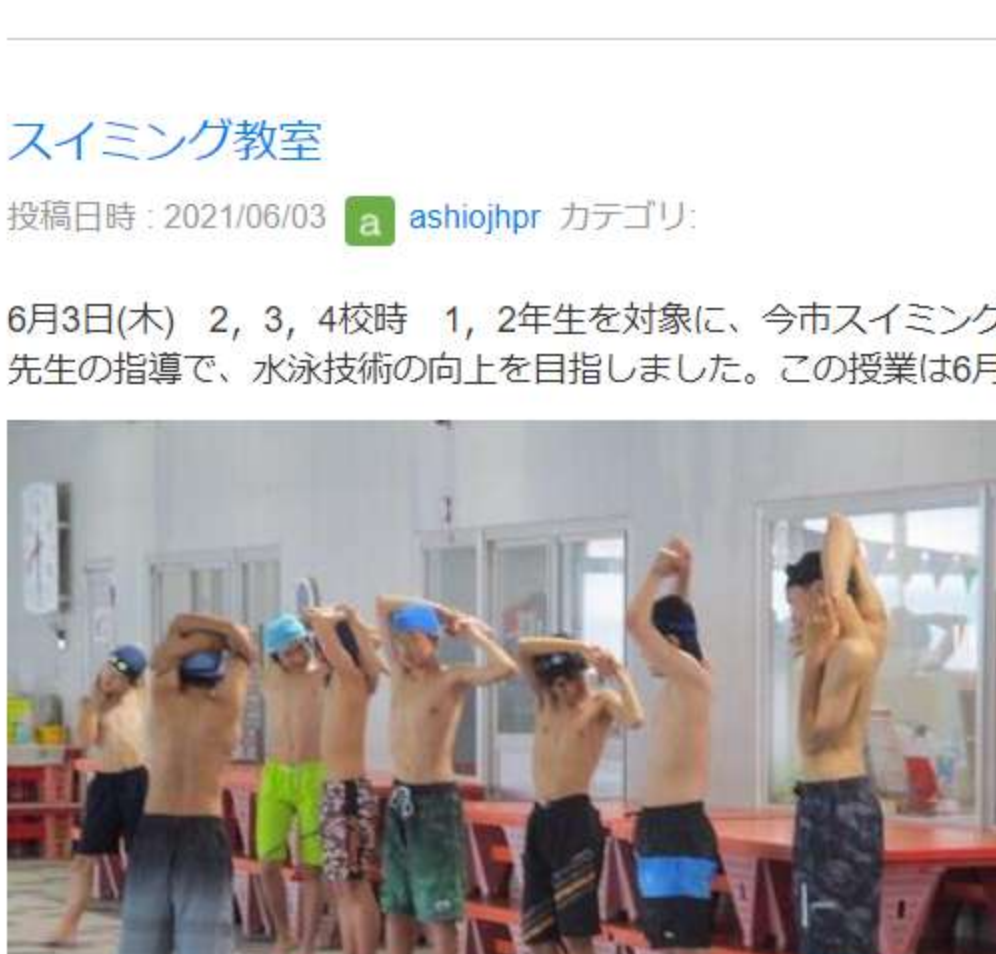 スイミング教室
投稿日時 : 2021/06/03 a ashiojhpr カテゴリ:
6月3日(木)　2，3，4校時　1，2年生を対象に、今市スイミング
先生の指導で、水泳技術の向上を目指しました。この授業は6月